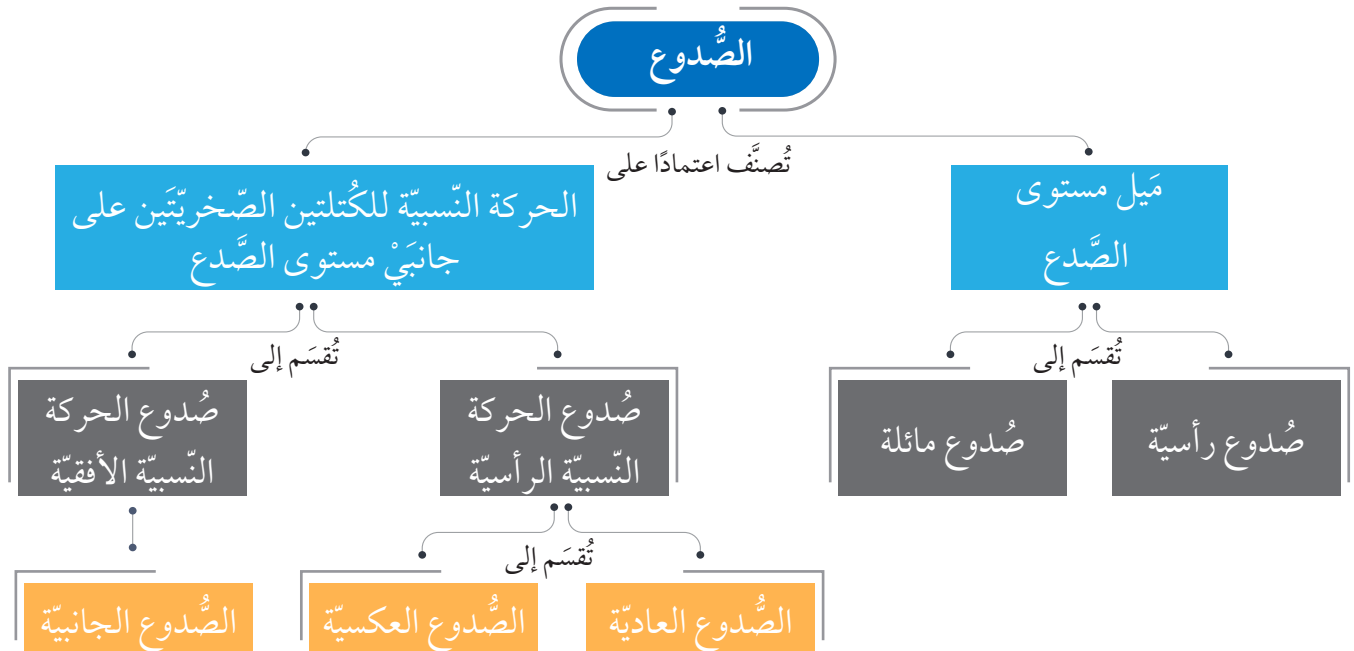 الصُّدوع
تُصنَّف اعتمادًا على
مَيل مستوى
الصَّدع
الحركة النّسبيّة للكُتلتين الصّخريّتَين على
جانبَيْ مستوى الصَّدع
تُقسَم إلى
تُقسَم إلى
صُدوع رأسيّة
صُدوع مائلة
صُدوع الحركة
النّسبيّة الرأسيّة
صُدوع الحركة
النّسبيّة الأفقيّة
تُقسَم إلى
الصُّدوع العاديّة
الصُّدوع العكسيّة
الصُّدوع الجانبيّة